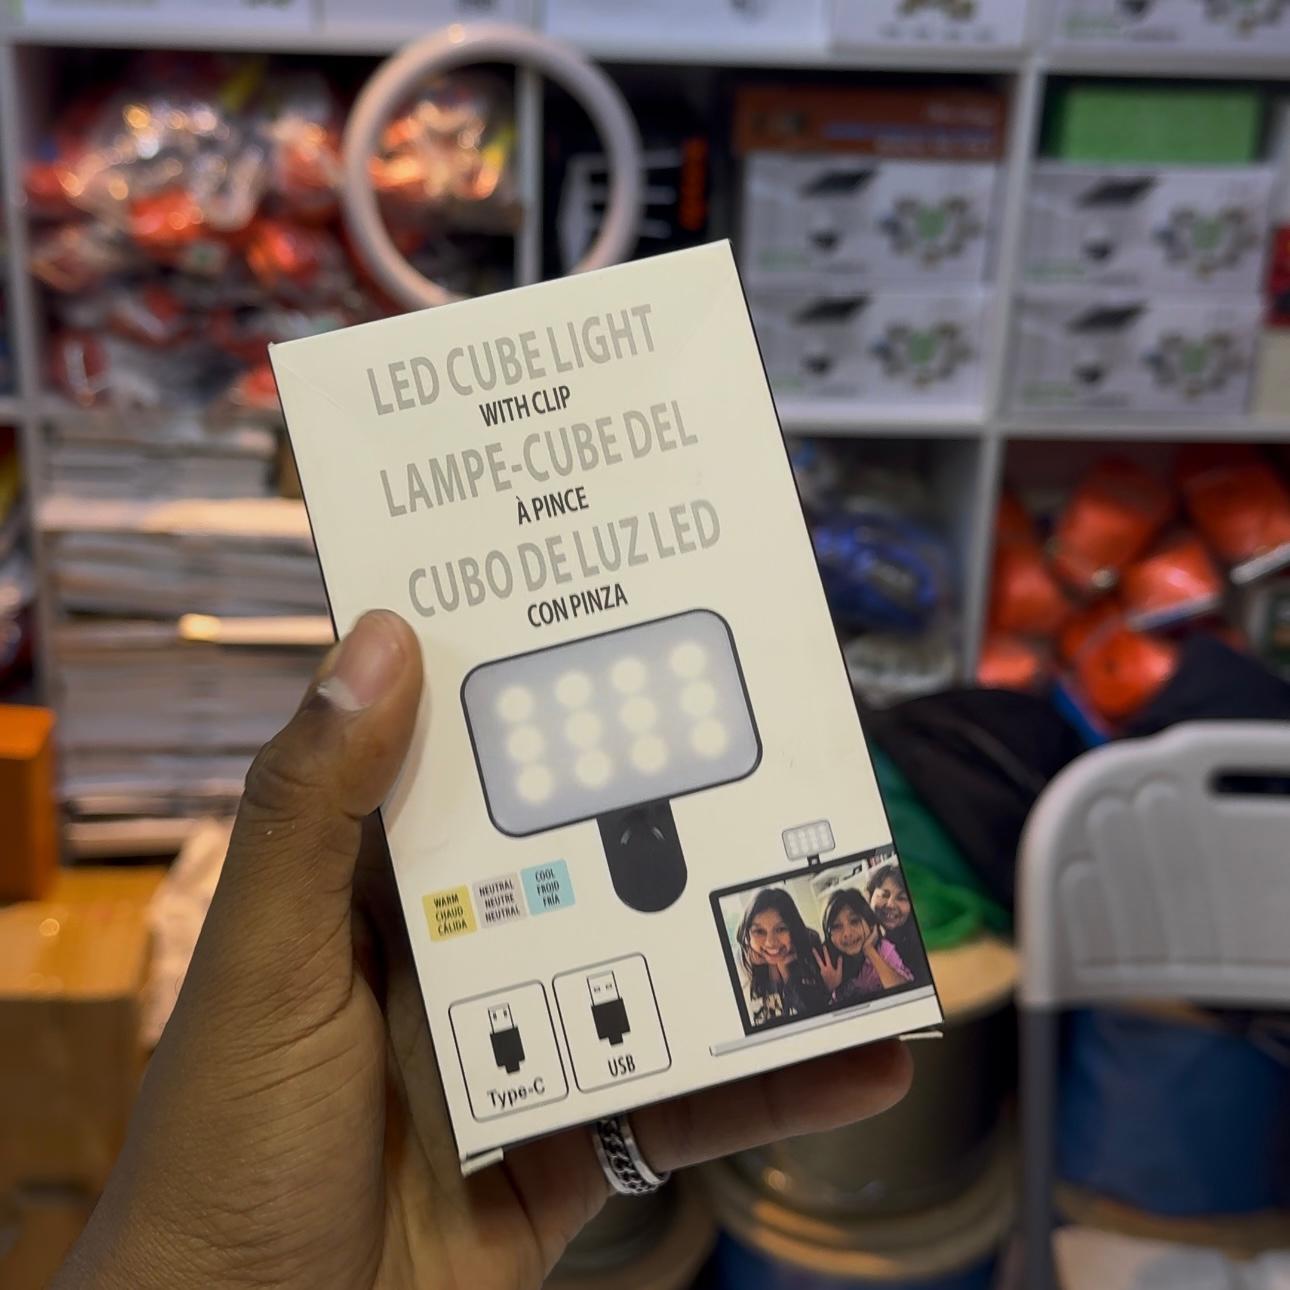 LED CUBE LIGHT
WITH CLIP
LAMPE-CUBE DEL
À PINCE
CUBO DE LUZ LED
CON PINZA
WARM
CHAUD
CÁLIDA
NEUTRAL
NEUTRE
NEUTRAL
COOL
FROID
FRÍA
Type-C
USB